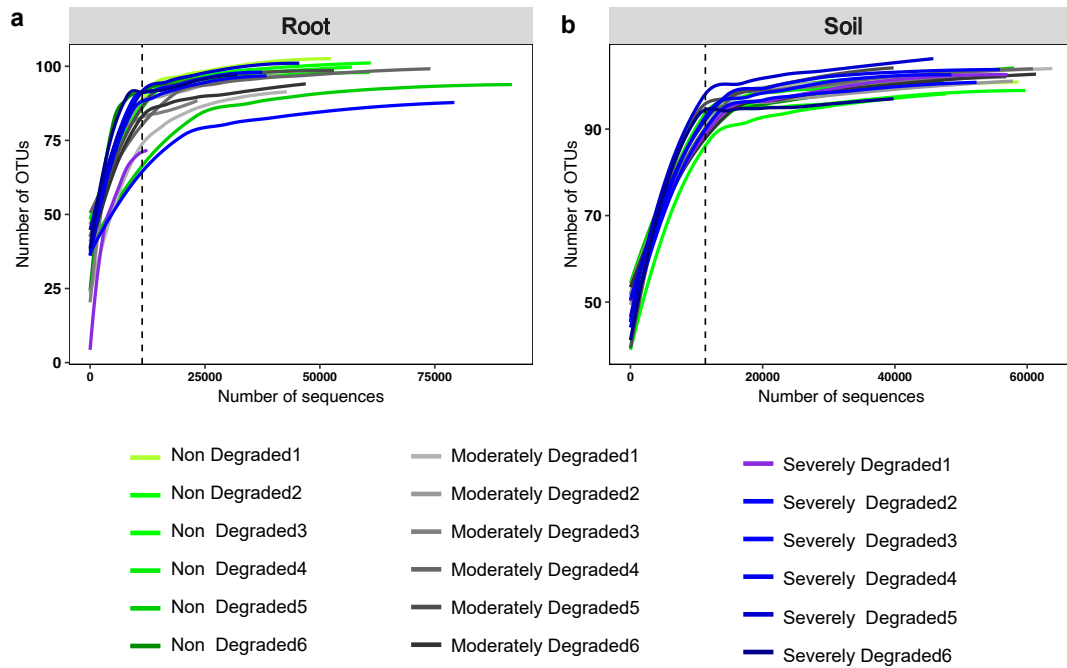 a
Root
100
75
50
25
0
Number of OTUs
0 25000 50000 75000
Number of sequences
b
Soil
90
70
50
Number of OTUs
0 20000 40000 60000
Number of sequences
Non Degraded1
Non Degraded2
Non Degraded3
Non Degraded4
Non Degraded5
Non Degraded6
Moderately Degraded1
Moderately Degraded2
Moderately Degraded3
Moderately Degraded4
Moderately Degraded5
Moderately Degraded6
Severely Degraded1
Severely Degraded2
Severely Degraded3
Severely Degraded4
Severely Degraded5
Severely Degraded6